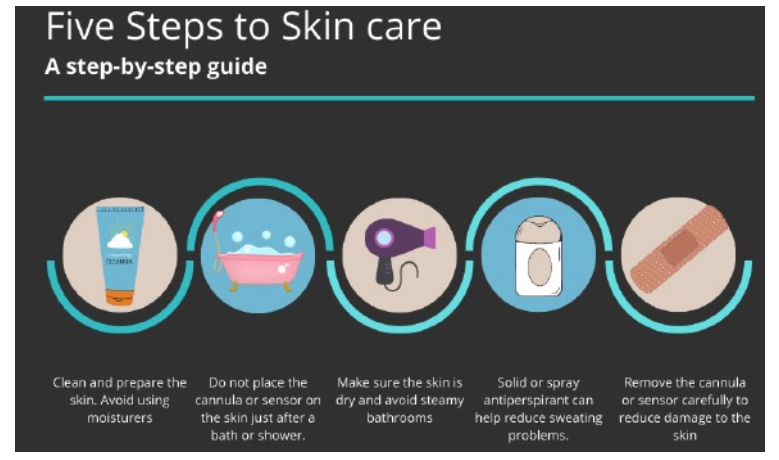 Five Steps to Skin care
A step-by-step guide
CLEANSER
Clean and prepare the
skin. Avoid using
moisturers
Do not place the
cannula or sensor on
the skin just after a
bath or shower.
Make sure the skin is
dry and avoid steamy
bathrooms
Solid or spray
antiperspirant can
help reduce sweating
problems.
Remove the cannula
or sensor carefully to
reduce damage to the
skin